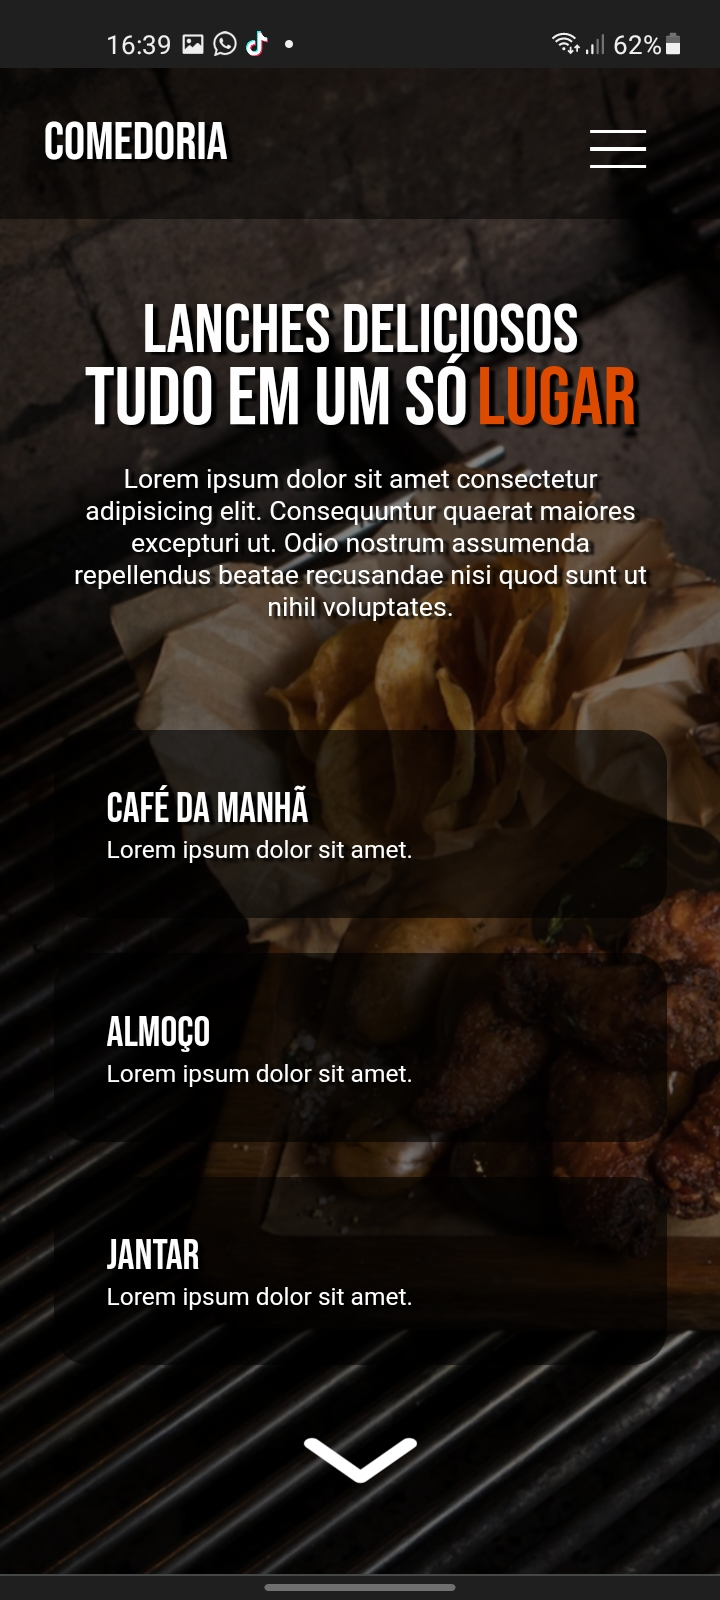 16:39
62%
COMEDORIA
LANCHES DELICIOSOS
TUDO EM UM SÓ LUGAR
Lorem ipsum dolor sit amet consectetur
adipisicing elit. Consequuntur quaerat maiores
excepturi ut. Odio nostrum assumenda
repellendus beatae recusandae nisi quod sunt ut
nihil voluptates.
CAFÉ DA MANHÃ
Lorem ipsum dolor sit amet.
ALMOÇO
Lorem ipsum dolor sit amet.
JANTAR
Lorem ipsum dolor sit amet.